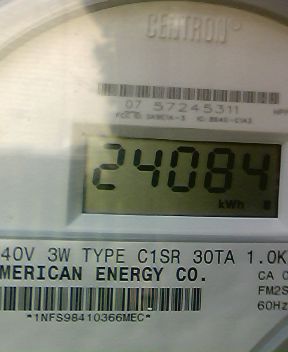 CENTRON®
07 57245311
24084
kWh
40V 3W TYPE C1SR 30TA 1.0K
MERICAN ENERGY CO. CA 0
FM2S
60Hz
*1NFS98410366MEC*